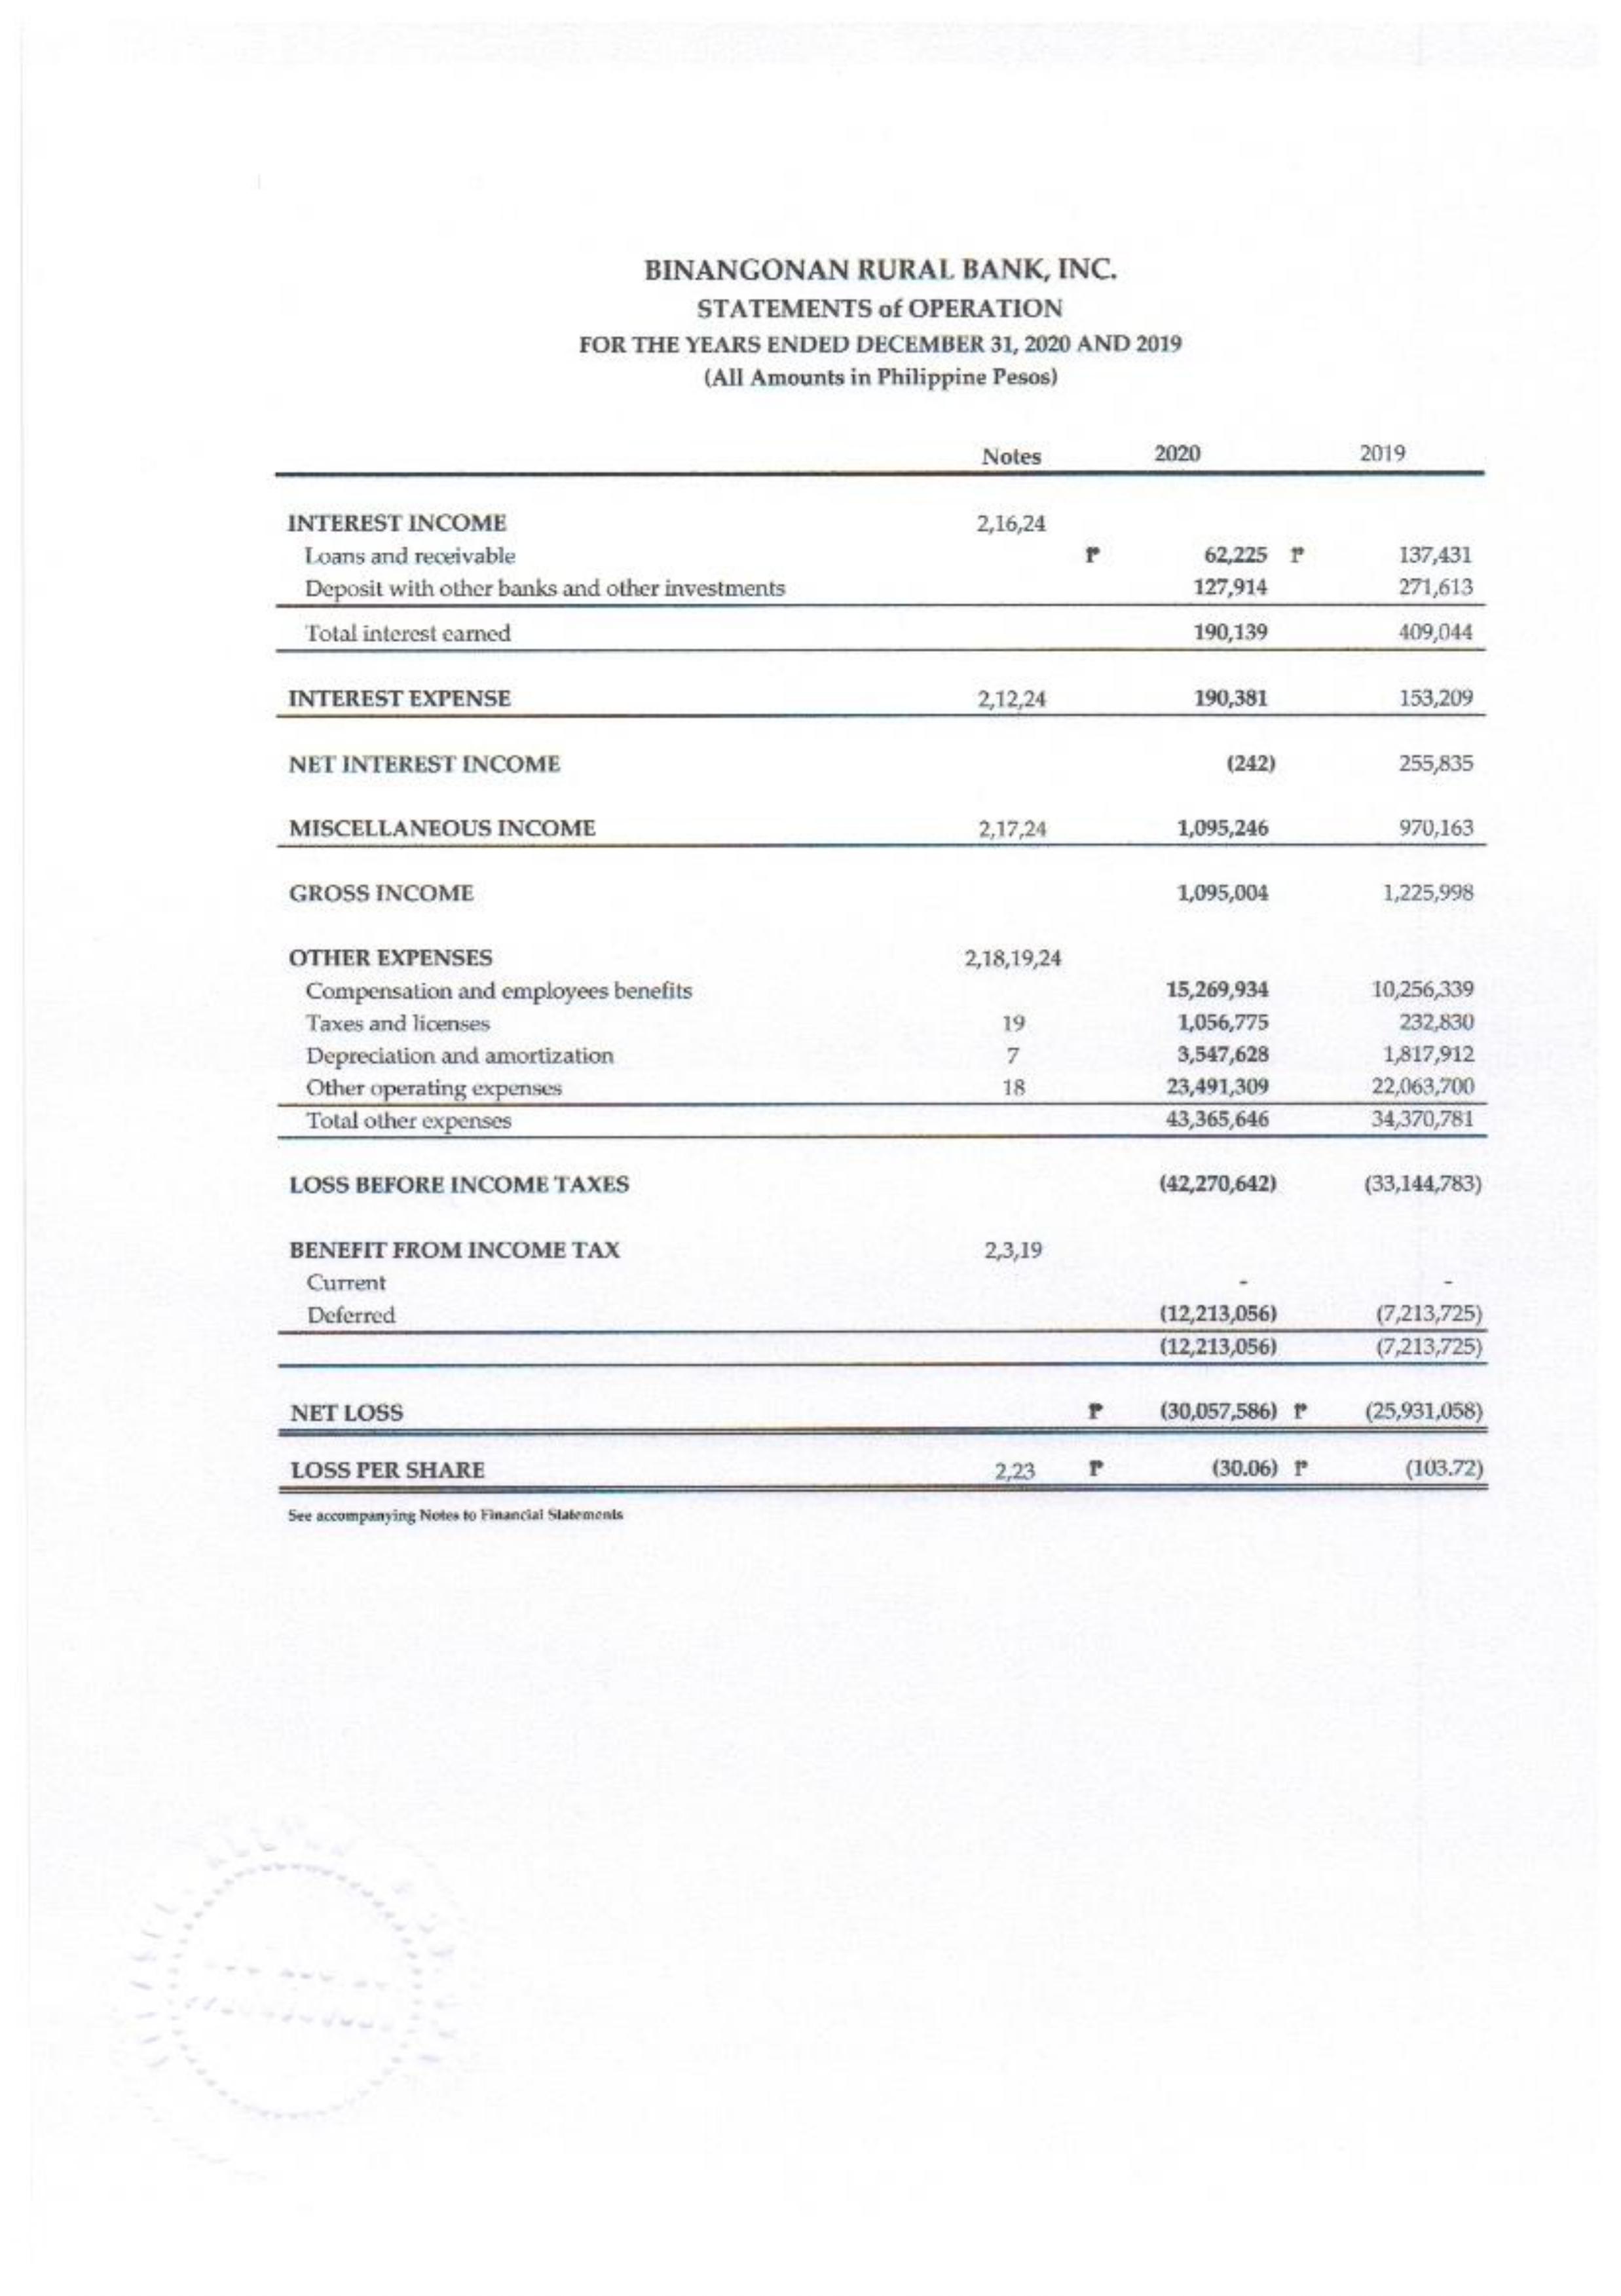 BINANGONAN RURAL BANK, INC.
STATEMENTS of OPERATION
FOR THE YEARS ENDED DECEMBER 31, 2020 AND 2019
(All Amounts in Philippine Pesos)
Notes 2020 2019
INTEREST INCOME 2,16,24
Loans and receivable ₱ 62,225 ₱ 137,431
Deposit with other banks and other investments 127,914 271,613
Total interest earned 190,139 409,044
INTEREST EXPENSE 2,12,24 190,381 153,209
NET INTEREST INCOME (242) 255,835
MISCELLANEOUS INCOME 2,17,24 1,095,246 970,163
GROSS INCOME 1,095,004 1,225,998
OTHER EXPENSES 2,18,19,24
Compensation and employees benefits 15,269,934 10,256,339
Taxes and licenses 19 1,056,775 232,830
Depreciation and amortization 7 3,547,628 1,817,912
Other operating expenses 18 23,491,309 22,063,700
Total other expenses 43,365,646 34,370,781
LOSS BEFORE INCOME TAXES (42,270,642) (33,144,783)
BENEFIT FROM INCOME TAX 2,3,19
Current - -
Deferred (12,213,056) (7,213,725)
(12,213,056) (7,213,725)
NET LOSS ₱ (30,057,586) ₱ (25,931,058)
LOSS PER SHARE 2,23 ₱ (30.06) ₱ (103.72)
See accompanying Notes to Financial Statements